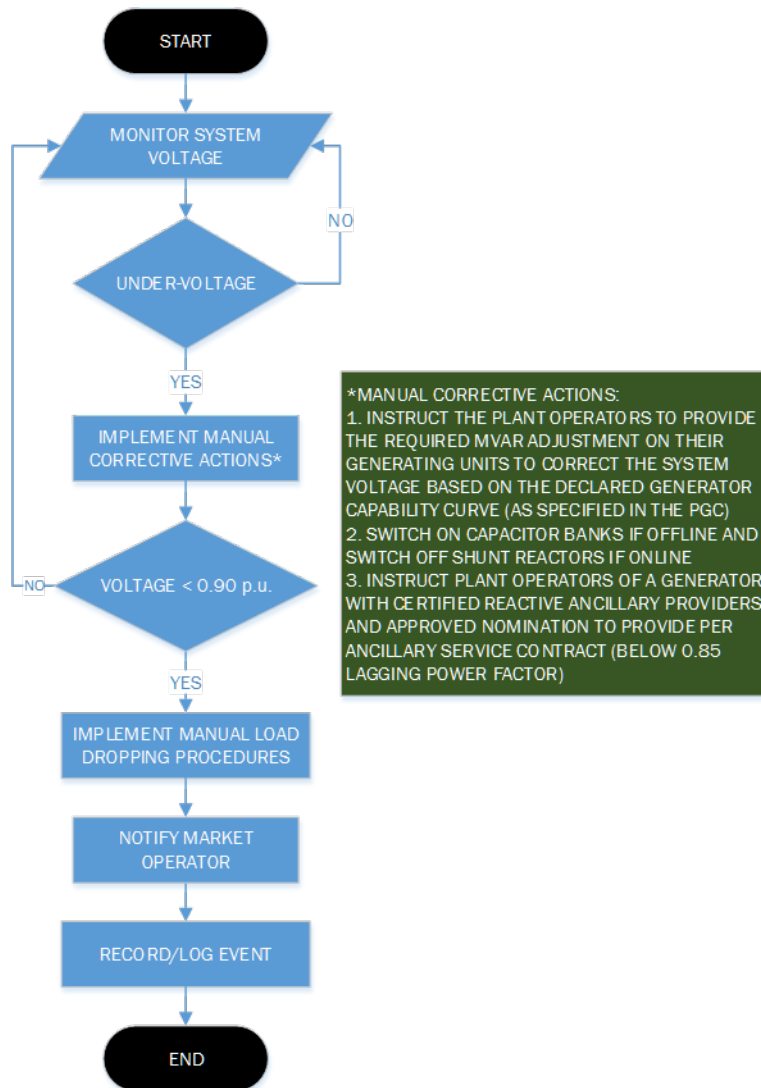 START
MONITOR SYSTEM
VOLTAGE
NO
UNDER-VOLTAGE
YES
IMPLEMENT MANUAL
CORRECTIVE ACTIONS*
NO
VOLTAGE < 0.90 p.u.
YES
IMPLEMENT MANUAL LOAD
DROPPING PROCEDURES
NOTIFY MARKET
OPERATOR
RECORD/LOG EVENT
END
*MANUAL CORRECTIVE ACTIONS:
1. INSTRUCT THE PLANT OPERATORS TO PROVIDE
THE REQUIRED MVAR ADJUSTMENT ON THEIR
GENERATING UNITS TO CORRECT THE SYSTEM
VOLTAGE BASED ON THE DECLARED GENERATOR
CAPABILITY CURVE (AS SPECIFIED IN THE PGC)
2. SWITCH ON CAPACITOR BANKS IF OFFLINE AND
SWITCH OFF SHUNT REACTORS IF ONLINE
3. INSTRUCT PLANT OPERATORS OF A GENERATOR
WITH CERTIFIED REACTIVE ANCILLARY PROVIDERS
AND APPROVED NOMINATION TO PROVIDE PER
ANCILLARY SERVICE CONTRACT (BELOW 0.85
LAGGING POWER FACTOR)